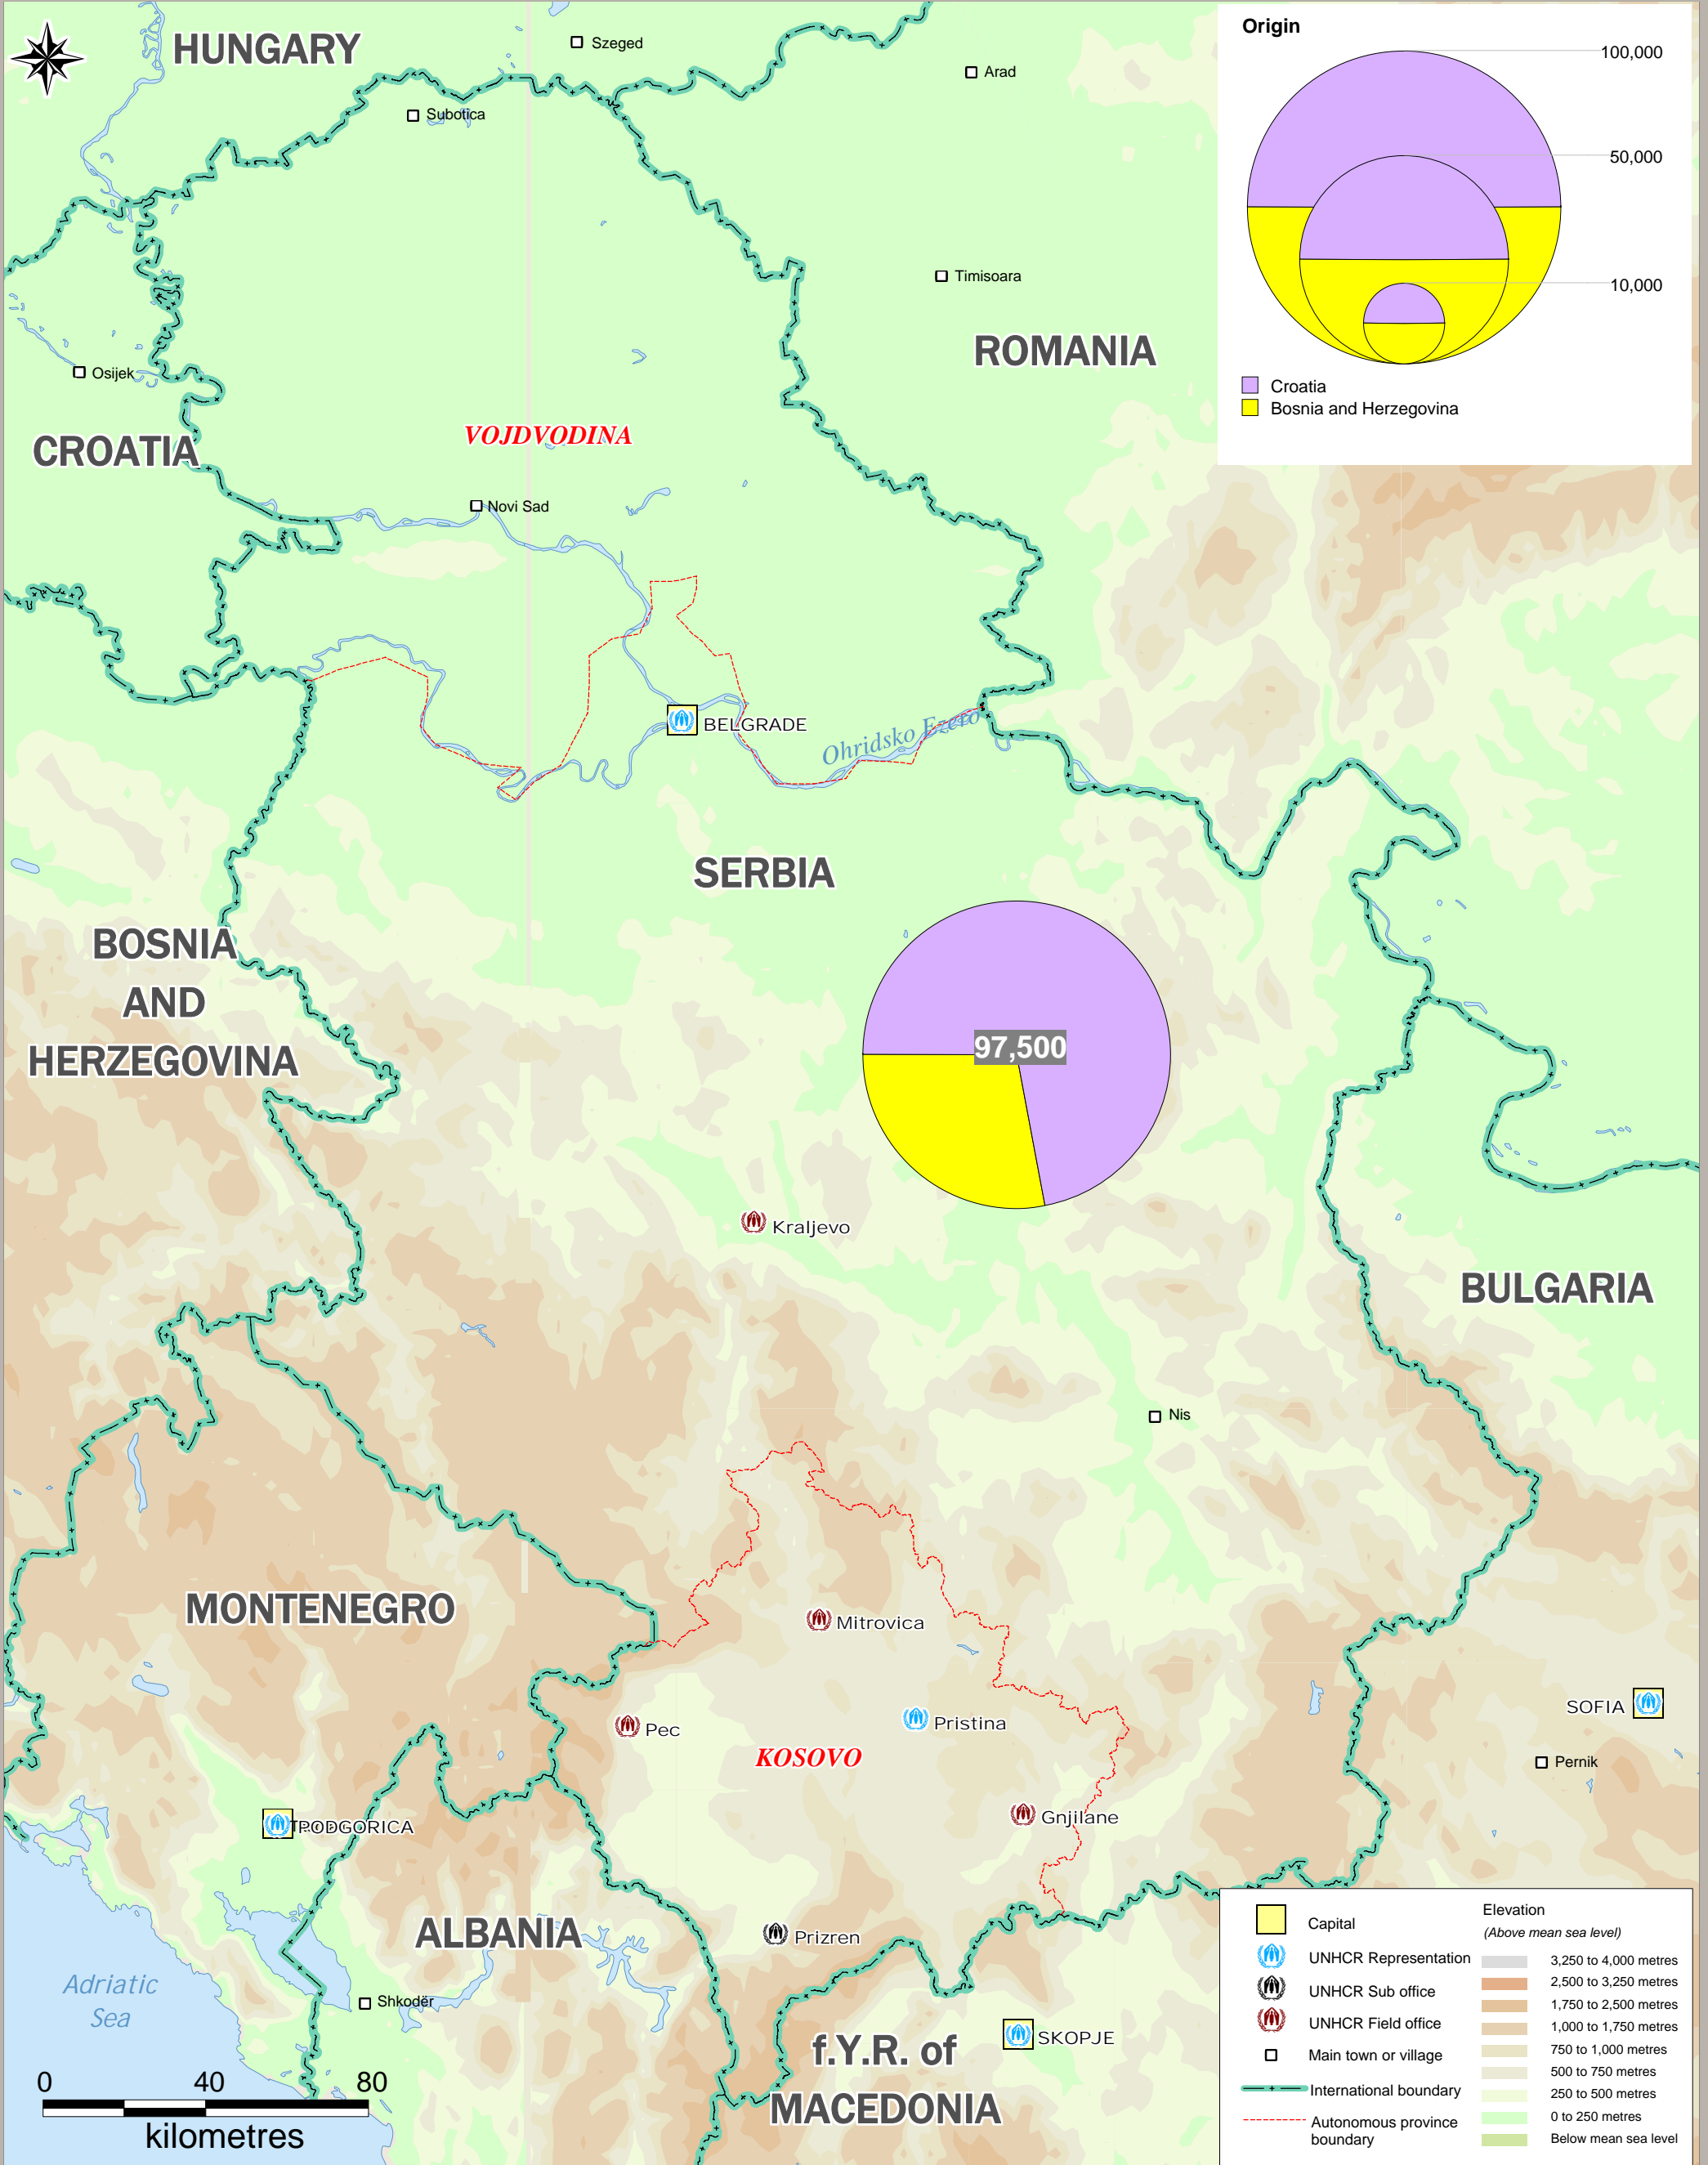 HUNGARY
Szeged
Arad
Subotica
Origin
100,000
50,000
10,000
Croatia
Bosnia and Herzegovina
Timisoara
ROMANIA
Osijek
CROATIA
VOJDVODINA
Novi Sad
BELGRADE
Ohridsko Ezero
SERBIA
BOSNIA
AND
HERZEGOVINA
97,500
Kraljevo
BULGARIA
Nis
MONTENEGRO
Mitrovica
Pec
Pristina
KOSOVO
SOFIA
Pernik
PODGORICA
Gnjilane
ALBANIA
Prizren
Adriatic
Sea
Shkodër
SKOPJE
f.Y.R. of
MACEDONIA
0 40 80
kilometres
Capital
UNHCR Representation
UNHCR Sub office
UNHCR Field office
Main town or village
International boundary
Autonomous province
boundary
Elevation
(Above mean sea level)
3,250 to 4,000 metres
2,500 to 3,250 metres
1,750 to 2,500 metres
1,000 to 1,750 metres
750 to 1,000 metres
500 to 750 metres
250 to 500 metres
0 to 250 metres
Below mean sea level